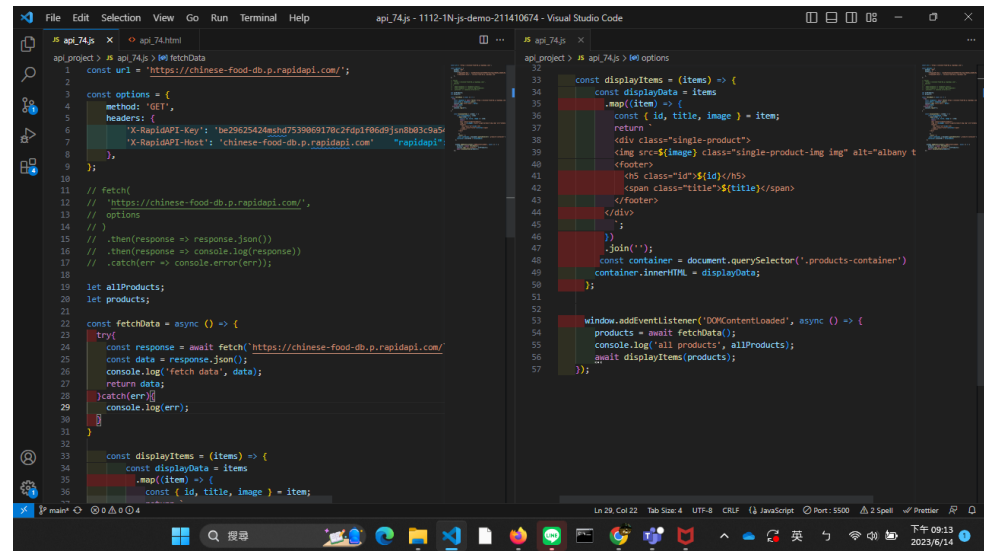 File Edit Selection View Go Run Terminal Help
api_74.js - 1112-1N-js-demo-211410674 - Visual Studio Code
JS api_74.js × <> api_74.html
api_project > JS api_74.js > fetchData
1 const url = 'https://chinese-food-db.p.rapidapi.com/';
2
3 const options = {
4 method: 'GET',
5 headers: {
6 'X-RapidAPI-Key':
7 'X-RapidAPI-Host': 'chinese-food-db.p.rapidapi.com' "rapidapi":
8 },
9 };
10
11 // fetch(
12 // 'https://chinese-food-db.p.rapidapi.com/',
13 // options
14 // )
15 // .then(response => response.json())
16 // .then(response => console.log(response))
17 // .catch(err => console.error(err));
18
19 let allProducts;
20 let products;
21
22 const fetchData = async () => {
23 try{
24 const response = await fetch(`https://chinese-food-db.p.rapidapi.com/`
25 const data = response.json();
26 console.log('fetch data', data);
27 return data;
28 }catch(err){
29 console.log(err);
30 }
31 }
32
33 const displayItems = (items) => {
34 const displayData = items
35 .map((item) => {
36 const { id, title, image } = item;
JS api_74.js ×
api_project > JS api_74.js > fetchData
32
33 const displayItems = (items) => {
34 const displayData = items
35 .map((item) => {
36 const { id, title, image } = item;
37 return `
38 <div class="single-product">
39 <img src=${image} class="single-product-img img" alt="albany t
40 <footer>
41 <h5 class="id">${id}</h5>
42 <span class="title">${title}</span>
43 </footer>
44 </div>
45 `;
46 })
47 .join('');
48 const container = document.querySelector('.products-container')
49 container.innerHTML = displayData;
50 };
51
52
53 window.addEventListener('DOMContentLoaded', async () => {
54 products = await fetchData();
55 console.log('all products', allProducts);
56 await displayItems(products);
57 });
main* 0 0 0 4
Ln 29, Col 22 Tab Size: 4 UTF-8 CRLF JavaScript Port : 5500 2 Spell Prettier
搜尋
LINE
英
下午 09:13
2023/6/14
1